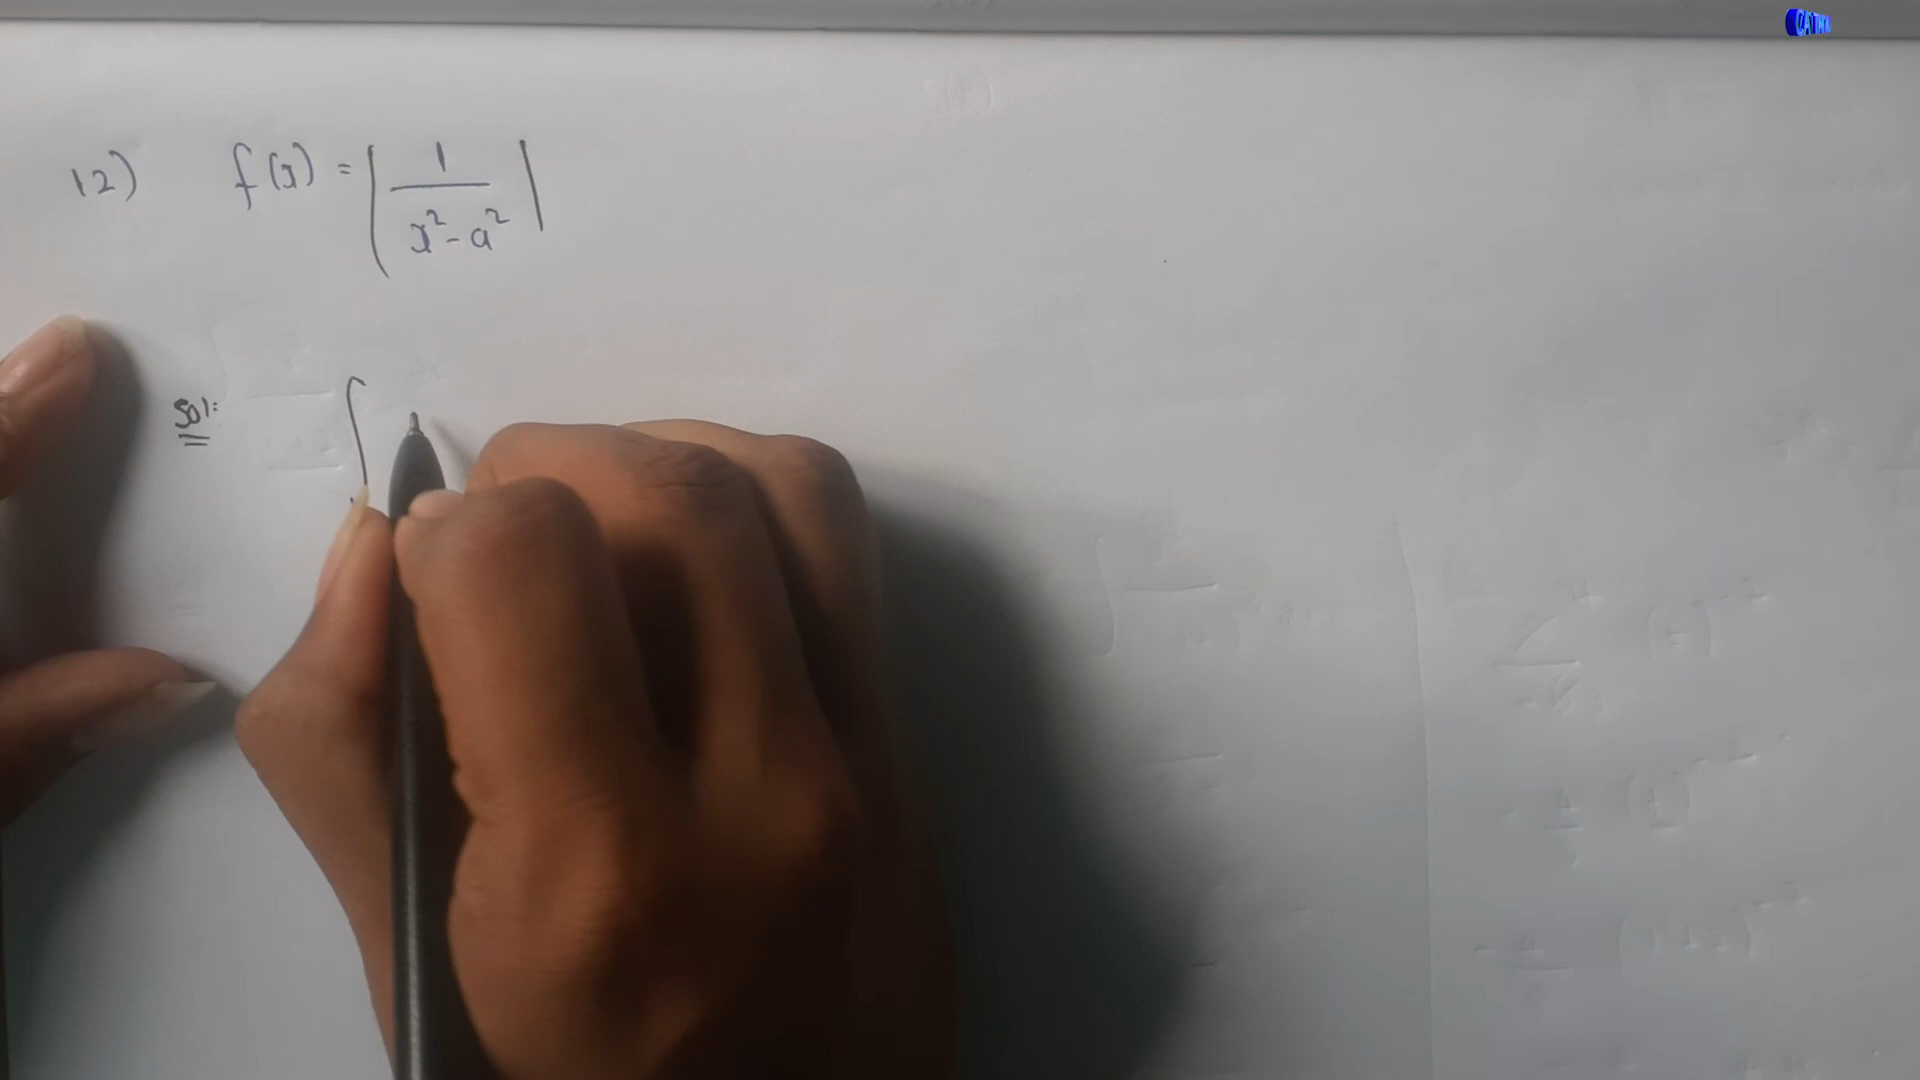 12) f(x) = | 1 / x² - a² |
Sol: ∫